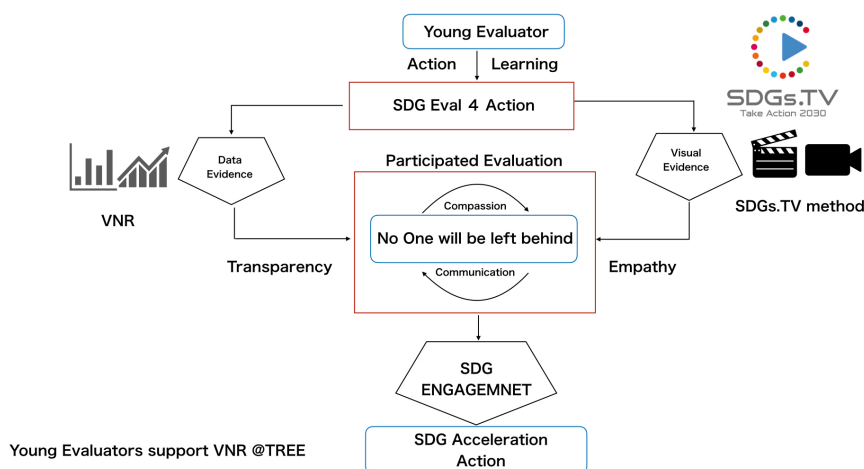 Young Evaluator
Action Learning
SDG Eval 4 Action
SDGs.TV
Take Action 2030
Data
Evidence
Visual
Evidence
VNR
SDGs.TV method
Participated Evaluation
Compassion
No One will be left behind
Communication
Transparency
Empathy
SDG
ENGAGEMNET
SDG Acceleration
Action
Young Evaluators support VNR @TREE